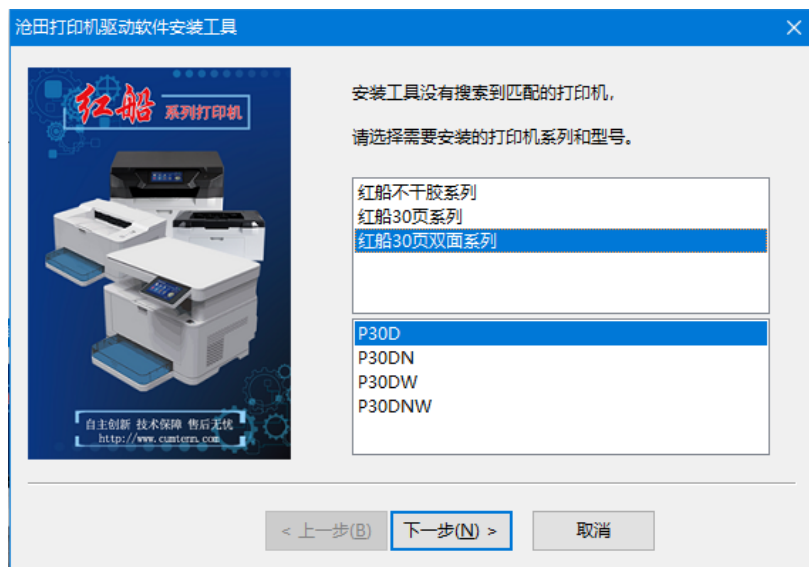 沧田打印机驱动软件安装工具
红船 系列打印机
自主创新 技术保障 售后无忧
http://www.cumtenn.com
安装工具没有搜索到匹配的打印机，
请选择需要安装的打印机系列和型号。
红船不干胶系列
红船30页系列
红船30页双面系列
P30D
P30DN
P30DW
P30DNW
< 上一步(B)
下一步(N) >
取消